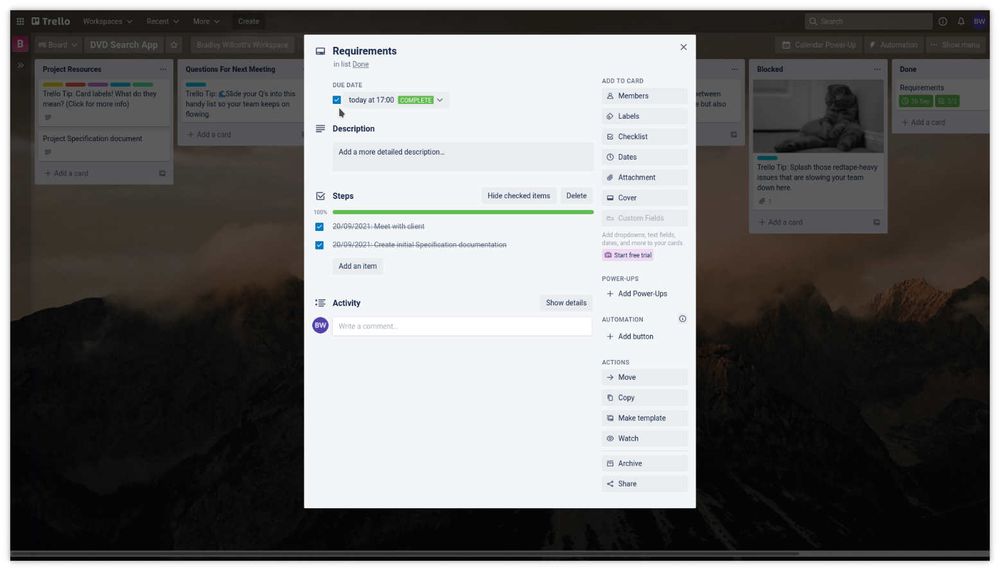 Trello
Workspaces
Recent
More
Create
Search
BW
B
Board
DVD Search App
Bradley Willcott's Workspace
Calendar Power-Up
Automation
Show menu
Project Resources
Trello Tip: Card labels! What do they
mean? (Click for more info)
Project Specification document
Add a card
Questions For Next Meeting
Trello Tip: 🌊Slide your Q's into this
handy list so your team keeps on
flowing.
Add a card
Requirements
in list Done
DUE DATE
today at 17:00 COMPLETE
Description
Add a more detailed description…
Steps
Hide checked items
Delete
100%
20/09/2021: Meet with client
20/09/2021: Create initial Specification documentation
Add an item
Activity
Show details
BW
Write a comment…
ADD TO CARD
Members
Labels
Checklist
Dates
Attachment
Cover
Custom Fields
Add dropdowns, text fields,
dates, and more to your cards.
Start free trial
POWER-UPS
Add Power-Ups
AUTOMATION
Add button
ACTIONS
Move
Copy
Make template
Watch
Archive
Share
but also
Blocked
Trello Tip: Splash those redtape-heavy
issues that are slowing your team
down here.
1
Add a card
Done
Requirements
20 Sep
2/2
Add a card